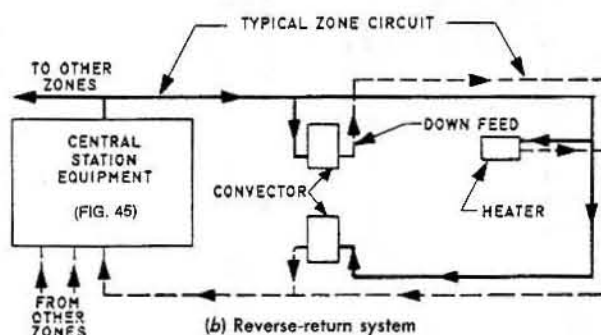 TYPICAL ZONE CIRCUIT
TO OTHER
ZONES
CENTRAL
STATION
EQUIPMENT
(FIG. 45)
DOWN FEED
CONVECTOR
HEATER
FROM
OTHER
ZONES
(b) Reverse-return system